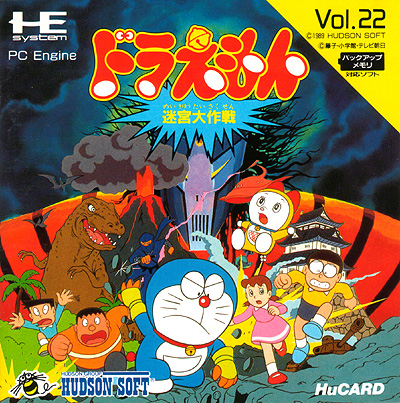 HE
system
PC Engine
Vol.22
©1989 HUDSON SOFT
©藤子・小学館・テレビ朝日
バックアップ
メモリ
対応ソフト
ドラえもん
めいきゅうだいさくせん
迷宮大作戦
HUDSON GROUP
HUDSON SOFT
HuCARD